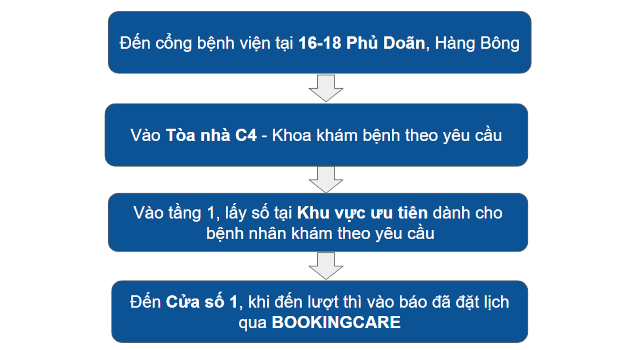 Đến cổng bệnh viện tại 16-18 Phủ Doãn, Hàng Bông
Vào Tòa nhà C4 - Khoa khám bệnh theo yêu cầu
Vào tầng 1, lấy số tại Khu vực ưu tiên dành cho
bệnh nhân khám theo yêu cầu
Đến Cửa số 1, khi đến lượt thì vào báo đã đặt lịch
qua BOOKINGCARE